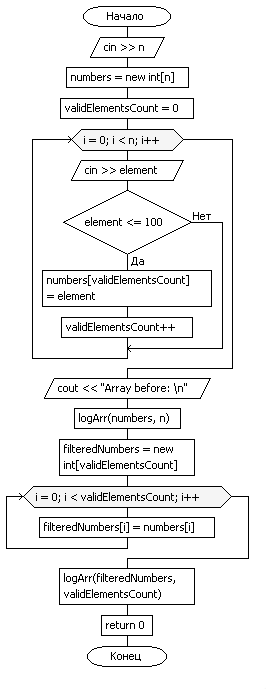 Начало
cin >> n
numbers = new int[n]
validElementsCount = 0
i = 0; i < n; i++
cin >> element
element <= 100
Нет
Да
numbers[validElementsCount]
= element
validElementsCount++
cout << "Array before: \n"
logArr(numbers, n)
filteredNumbers = new
int[validElementsCount]
i = 0; i < validElementsCount; i++
filteredNumbers[i] = numbers[i]
logArr(filteredNumbers,
validElementsCount)
return 0
Конец